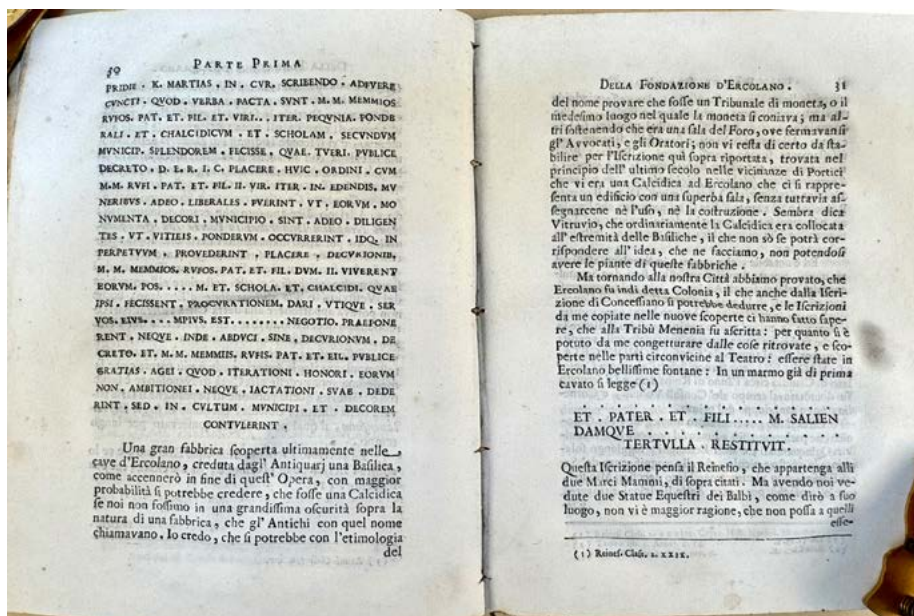 30 PARTE PRIMA
PRIDIE . K. MARTIAS . IN . CVR. SCRIBENDO . ADFVERE
CVNCTI . QVOD . VERBA . FACTA . SVNT . M. M. MEMMIOS
RVFOS. PAT. ET. FIL. ET. VIRI... ITER. PEQVNIA. PONDE
RALI . ET . CHALCIDICVM . ET . SCHOLAM. SECVNDVM
MVNICIP. SPLENDOREM . FECISSE, QVAE. TVERI. PVBLICE
DECRETO . D. E. R. I. C. PLACERE . HVIC . ORDINI . CVM
M.M. RVFI . PAT. ET. FIL. II. VIR. ITER. IN. EDENDIS. MV
NERIBVS . ADEO . LIBERALES . FVERINT . VT . EORVM . MO
NVMENTA . DECORI . MVNICIPIO . SINT . ADEO . DILIGEN
TES . VT . VITIEIS . PONDERVM . OCCVRRERINT . IDQ. IN
PERPETVVM . PROVEDERINT . PLACERE . DECVRIONIB.
M. M. MEMMIOS. RVFOS. PAT. ET. FIL. DVM. II. VIVERENT
EORVM. POS. . . . . M. ET. SCHOLA. ET. CHALCIDI. QVAE
IPSI . FECISSENT . PROCVRATIONEM. DARI . VTIQVE . SER
VOS. EIVS. . . . MPIVS. EST. . . . . . . . . NEGOTIO. PRAEPONE
RENT . NEQVE . INDE . ABDVCI . SINE . DECVRIONVM . DE
CRETO. ET. M. M. MEMMIIS. RVFIS. PAT. ET. EIL. PVBLICE
GRATIAS . AGEI . QVOD . ITERATIONI . HONORI . EORVM
NON . AMBITIONEI . NEQVE . IACTATIONI . SVAE . DEDE
RINT . SED . IN . CVLTVM . MVNICIPI . ET . DECOREM
CONTVLERINT .
Una gran fabbrica scoperta ultimamente nelle
cave d'Ercolano, creduta dagl' Antiquarj una Basilica,
come accennerò in fine di quest' Opera, con maggior
probabilità si potrebbe credere, che fosse una Calcidica
se noi non fossimo in una grandissima oscurità sopra la
natura di una fabbrica, che gl' Antichi con quel nome
chiamavano. Io credo, che si potrebbe con l'etimologia
del
DELLA FONDAZIONE D'ERCOLANO. 31
del nome provare che fosse un Tribunale di moneta, o il
medesimo luogo nel quale la moneta si coniava; ma al-
tri sostenendo che era una sala del Foro, ove fermavansi
gl' Avvocati, e gli Oratori; non vi resta di certo da sta-
bilire per l'Iscrizione quì sopra riportata, trovata nel
principio dell' ultimo secolo nelle vicinanze di Portici
che vi era una Calcidica ad Ercolano che ci si rappre-
senta un edificio con una superba sala, senza tuttavia as-
segnarcene nè l'uso, nè la costruzione. Sembra dica
Vitruvio, che ordinariamente la Calcidica era collocata
all' estremità delle Basiliche, il che non sò se potrà cor-
rispondere all' idea, che ne facciamo, non potendosi
avere le piante di queste fabbriche.
Ma tornando alla nostra Città abbiamo provato, che
Ercolano fu indi detta Colonia, il che anche dalla Iscri-
zione di Concessiano si potrebbe dedurre, e le Iscrizioni
da me copiate nelle nuove scoperte ci hanno fatto sape-
re, che alla Tribù Menenia fu ascritta: per quanto si è
potuto da me congetturare dalle cose ritrovate, e sco-
perte nelle parti circonvicine al Teatro: essere state in
Ercolano bellissime fontane: In un marmo già di prima
cavato si legge (1)
. . . . . . . . . . . .
ET . PATER . ET . FILI..... M. SALIEN
DAMQVE . . . . . . . . . .
TERTVLLA . RESTITVIT.
Questa Iscrizione pensa il Reinesio, che appartenga alli
due Marci Mammi, di sopra citati. Ma avendo noi ve-
dute due Statue Equestri dei Balbi, come dirò a suo
luogo, non vi è maggior ragione, che non possa a quelli
esse-
(1) Reines. Class. 2. XXIX.